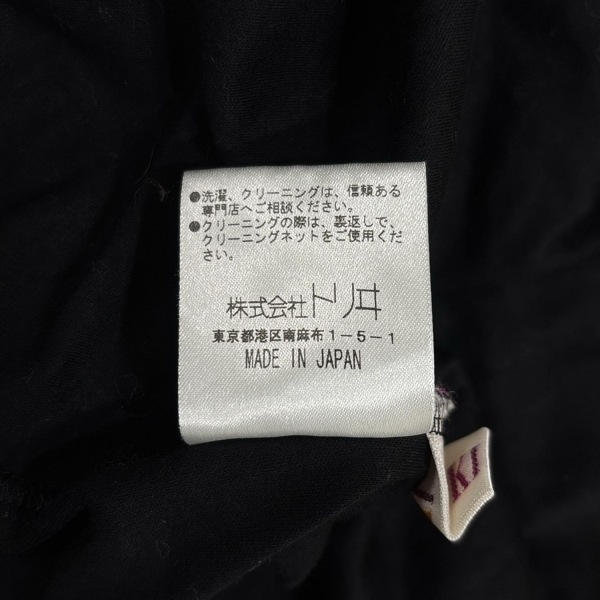 ●洗濯、クリーニングは、信頼ある
専門店へご相談ください。
●クリーニングの際は、裏返しで、
クリーニングネットをご使用くだ
さい。
株式会社トリヰ
東京都港区南麻布1-5-1
MADE IN JAPAN
K